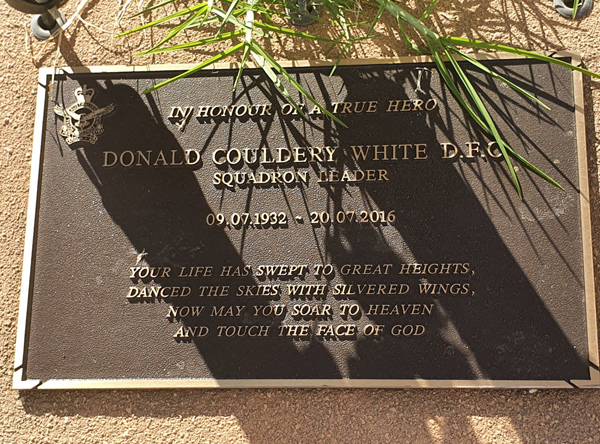 IN HONOUR OF A TRUE HERO
DONALD COULDERY WHITE D.F.C
SQUADRON LEADER
09.07.1932 ~ 20.07.2016
YOUR LIFE HAS SWEPT TO GREAT HEIGHTS,
DANCED THE SKIES WITH SILVERED WINGS,
NOW MAY YOU SOAR TO HEAVEN
AND TOUCH THE FACE OF GOD